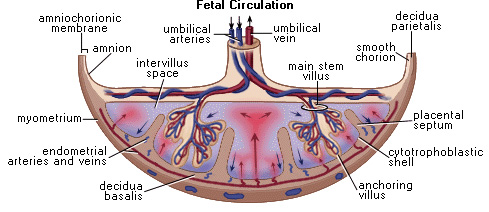 Fetal Circulation
amniochorionic
membrane
amnion
umbilical
arteries
umbilical
vein
decidua
parietalis
intervillus
space
main stem
villus
smooth
chorion
myometrium
placental
septum
endometrial
arteries and veins
cytotrophoblastic
shell
decidua
basalis
anchoring
villus